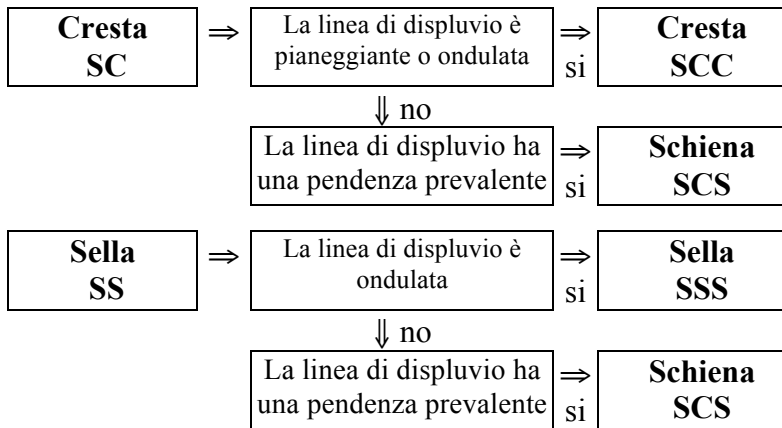 Cresta
SC
⇒
La linea di displuvio è
pianeggiante o ondulata
⇒
si
Cresta
SCC
⇓ no
La linea di displuvio ha
una pendenza prevalente
⇒
si
Schiena
SCS
Sella
SS
⇒
La linea di displuvio è
ondulata
⇒
si
Sella
SSS
⇓ no
La linea di displuvio ha
una pendenza prevalente
⇒
si
Schiena
SCS